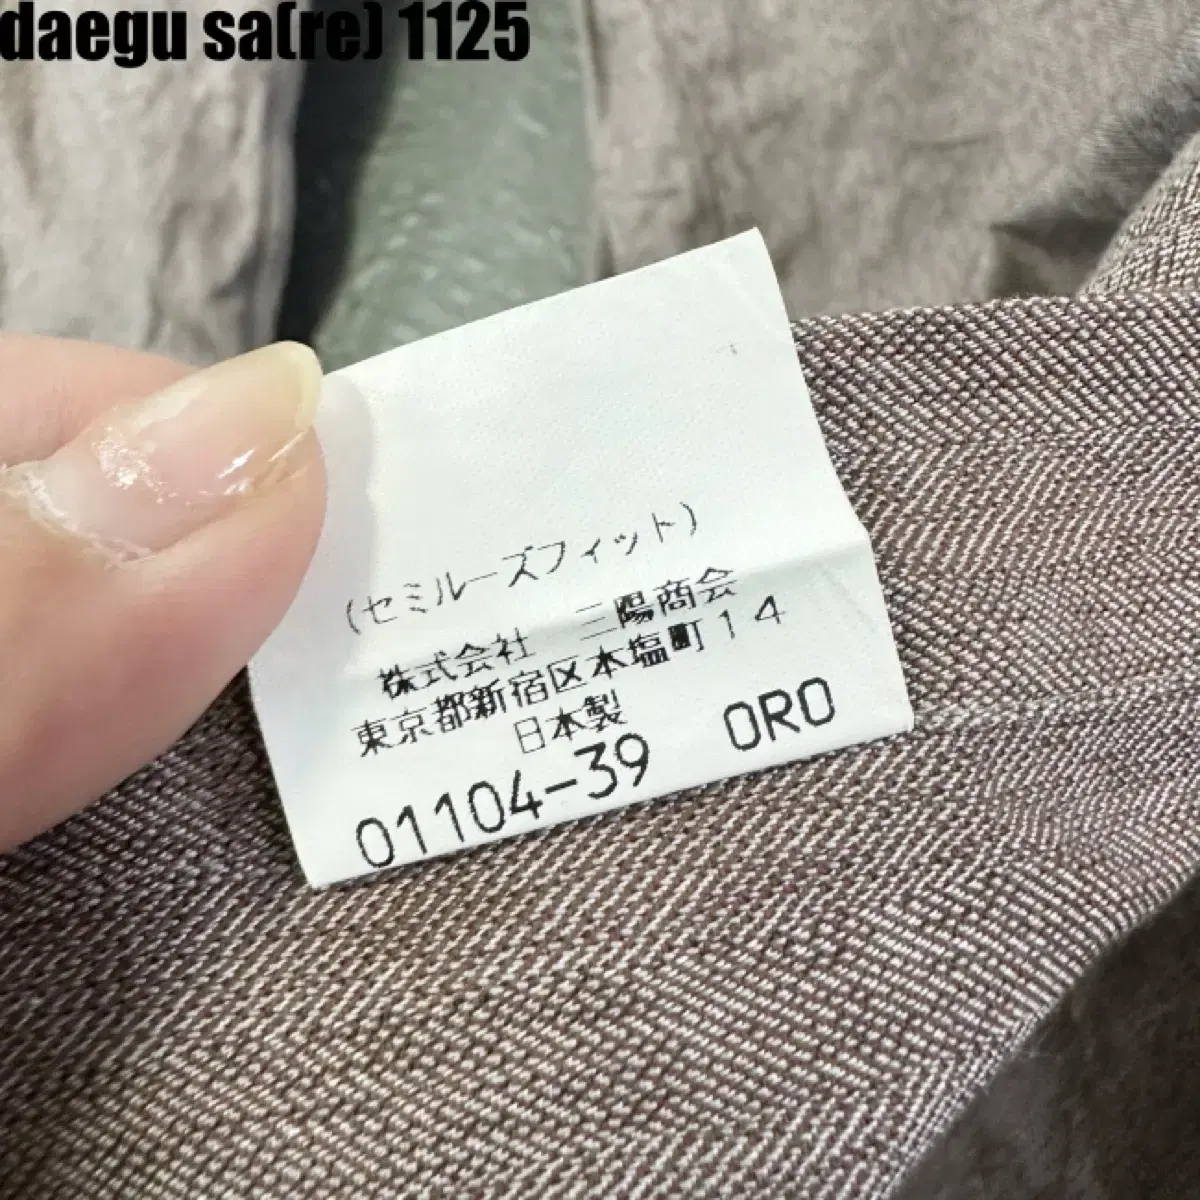 daegu sa(re) 1125
(セミルーズフィット)
株式会社 三陽商会
東京都新宿区本塩町14
日本製
01104-39 ORO